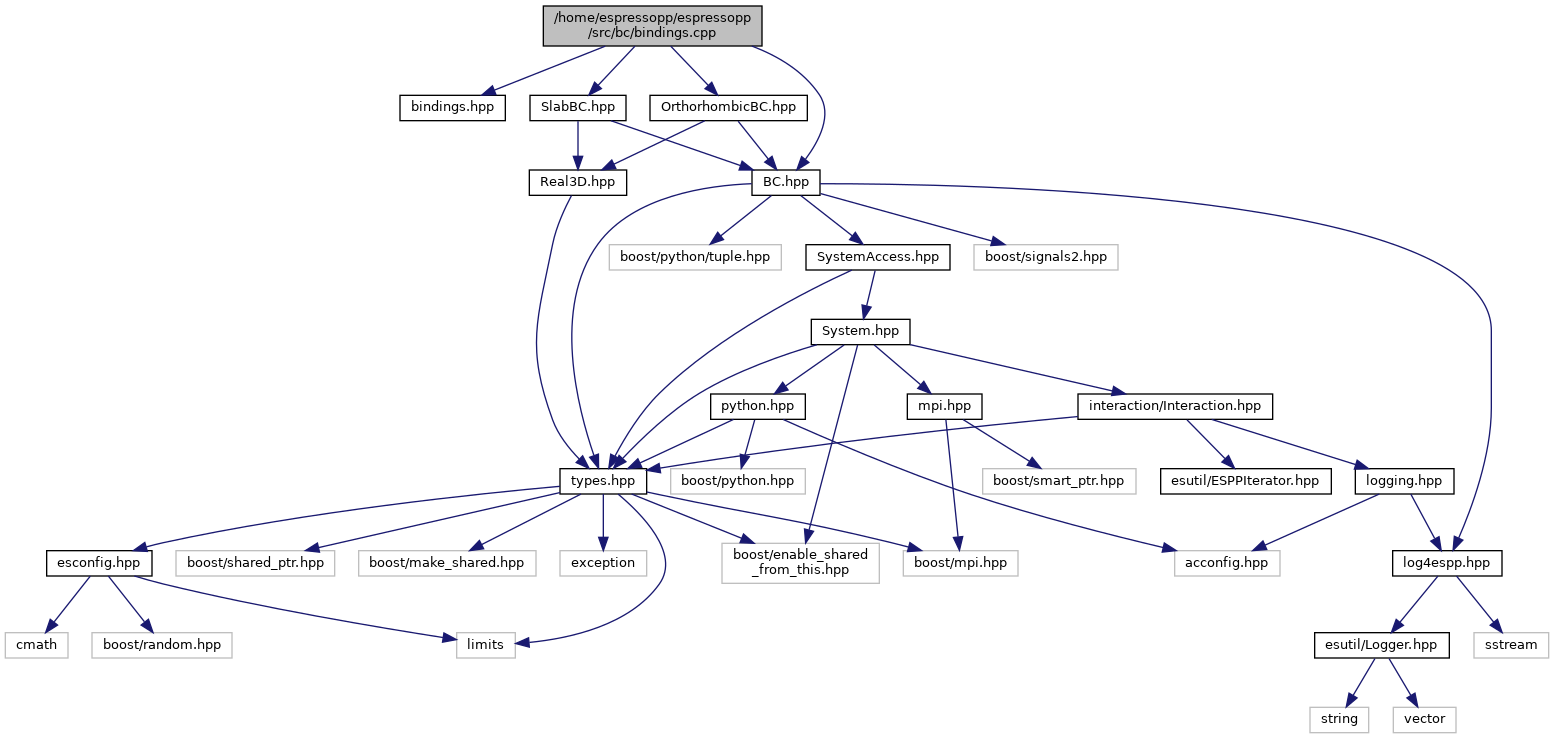 /home/espressopp/espressopp
/src/bc/bindings.cpp
bindings.hpp
SlabBC.hpp
OrthorhombicBC.hpp
Real3D.hpp
BC.hpp
boost/python/tuple.hpp
SystemAccess.hpp
boost/signals2.hpp
System.hpp
python.hpp
mpi.hpp
interaction/Interaction.hpp
types.hpp
boost/python.hpp
boost/smart_ptr.hpp
esutil/ESPPIterator.hpp
logging.hpp
esconfig.hpp
boost/shared_ptr.hpp
boost/make_shared.hpp
exception
boost/enable_shared
_from_this.hpp
boost/mpi.hpp
acconfig.hpp
log4espp.hpp
cmath
boost/random.hpp
limits
esutil/Logger.hpp
sstream
string
vector